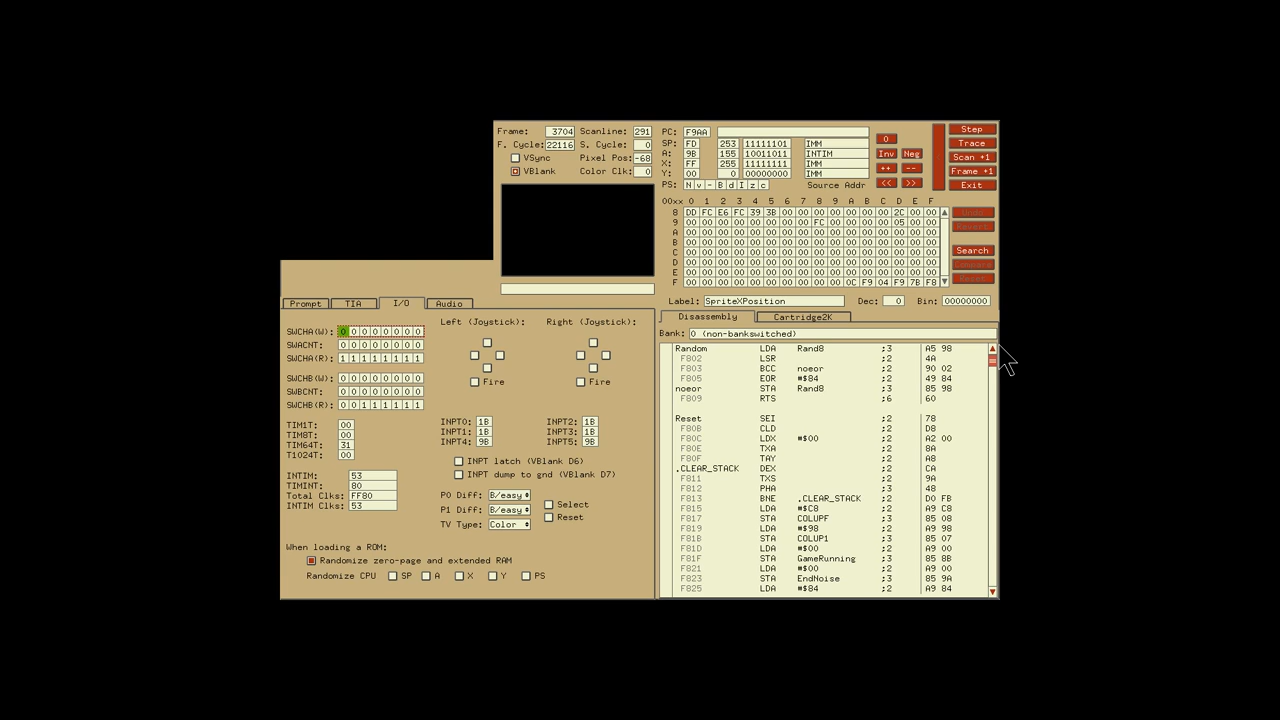 Frame: 3704 Scanline: 291
F. Cycle: 22116 S. Cycle: 0
VSync Pixel Pos: -68
VBlank Color Clk: 0
PC: F9AA
SP: FD 253 11111101 IMM
A: 9B 155 10011011 INTIM
X: FF 255 11111111 IMM
Y: 00 0 00000000 IMM
PS: N v - B d I z c Source Addr
0
Inv Neg
++ --
<< >>
Step
Trace
Scan +1
Frame +1
Exit
00xx 0 1 2 3 4 5 6 7 8 9 A B C D E F
8 DD FC E6 FC 39 3B 00 00 00 00 00 00 00 2C 00 00
9 00 00 00 00 00 00 00 00 FC 00 00 00 00 05 00 00
A 00 00 00 00 00 00 00 00 00 00 00 00 00 00 00 00
B 00 00 00 00 00 00 00 00 00 00 00 00 00 00 00 00
C 00 00 00 00 00 00 00 00 00 00 00 00 00 00 00 00
D 00 00 00 00 00 00 00 00 00 00 00 00 00 00 00 00
E 00 00 00 00 00 00 00 00 00 00 00 00 00 00 00 00
F 00 00 00 00 00 00 00 00 00 00 0C F9 04 F9 7B F8
Undo
Revert
Search
Compare
Reset
Label: SpriteXPosition Dec: 0 Bin: 00000000
Prompt TIA I/O Audio
SWCHA(W): 0 0 0 0 0 0 0 0
SWACNT: 0 0 0 0 0 0 0 0
SWCHA(R): 1 1 1 1 1 1 1 1
SWCHB(W): 0 0 0 0 0 0 0 0
SWBCNT: 0 0 0 0 0 0 0 0
SWCHB(R): 0 0 1 1 1 1 1 1
TIM1T: 00
TIM8T: 00
TIM64T: 31
T1024T: 00
INTIM: 53
TIMINT: 80
Total Clks: FF80
INTIM Clks: 53
Left (Joystick): Right (Joystick):
Fire Fire
INPT0: 1B INPT2: 1B
INPT1: 1B INPT3: 1B
INPT4: 9B INPT5: 9B
INPT latch (VBlank D6)
INPT dump to gnd (VBlank D7)
P0 Diff: B/easy
P1 Diff: B/easy
TV Type: Color
Select
Reset
When loading a ROM:
Randomize zero-page and extended RAM
Randomize CPU SP A X Y PS
Disassembly Cartridge2K
Bank: 0 (non-bankswitched)
Random LDA Rand8 ;3 A5 98
F802 LSR ;2 4A
F803 BCC noeor ;2 90 02
F805 EOR #$84 ;2 49 84
noeor STA Rand8 ;3 85 98
F809 RTS ;6 60
Reset SEI ;2 78
F80B CLD ;2 D8
F80C LDX #$00 ;2 A2 00
F80E TXA ;2 8A
F80F TAY ;2 A8
.CLEAR_STACK DEX ;2 CA
F811 TXS ;2 9A
F812 PHA ;3 48
F813 BNE .CLEAR_STACK ;2 D0 FB
F815 LDA #$C8 ;2 A9 C8
F817 STA COLUPF ;3 85 08
F819 LDA #$98 ;2 A9 98
F81B STA COLUP1 ;3 85 07
F81D LDA #$00 ;2 A9 00
F81F STA GameRunning ;3 85 8B
F821 LDA #$00 ;2 A9 00
F823 STA EndNoise ;3 85 9A
F825 LDA #$84 ;2 A9 84